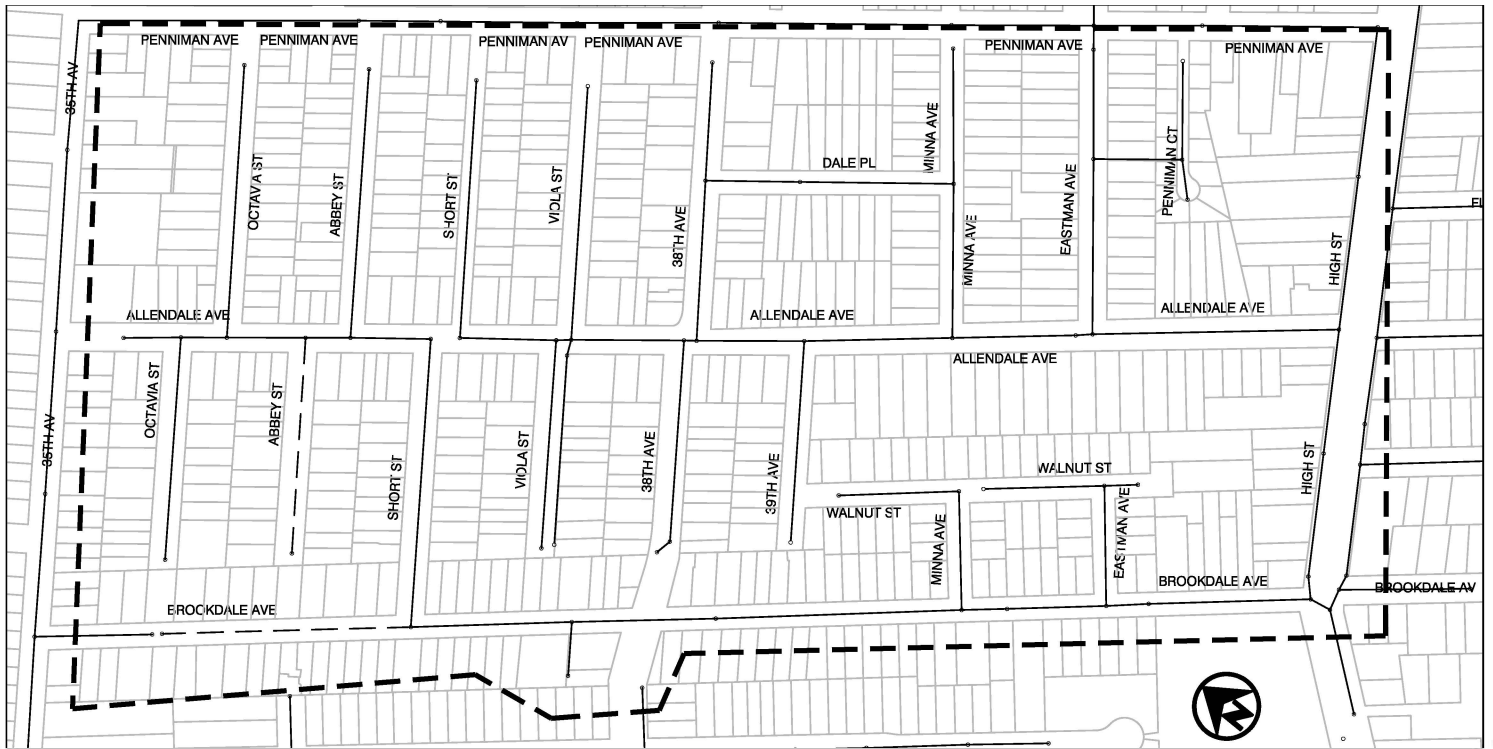 PENNIMAN AVE
PENNIMAN AVE
PENNIMAN AV
PENNIMAN AVE
PENNIMAN AVE
PENNIMAN AVE
35TH AV
MINNA AVE
DALE PL
PENNIMAN CT
OCTAVIA ST
ABBEY ST
SHORT ST
VIOLA ST
38TH AVE
MINNA AVE
EASTMAN AVE
HIGH ST
ALLENDALE AVE
ALLENDALE AVE
ALLENDALE AVE
ALLENDALE AVE
OCTAVIA ST
ABBEY ST
35TH AV
SHORT ST
VIOLA ST
38TH AVE
39TH AVE
WALNUT ST
HIGH ST
WALNUT ST
MINNA AVE
EASTMAN AVE
BROOKDALE AVE
BROOKDALE AV
BROOKDALE AVE
N